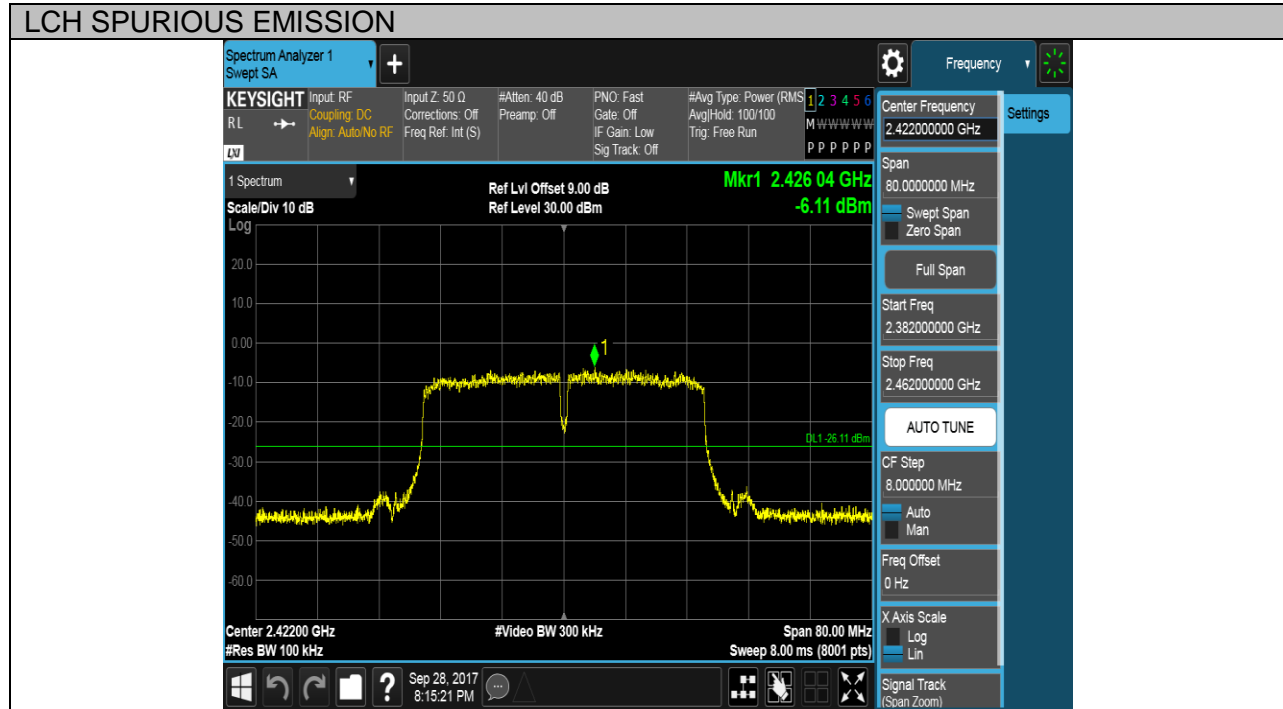 LCH SPURIOUS EMISSION
Spectrum Analyzer 1
Swept SA
+
Frequency
KEYSIGHT
RL
LXI
Input: RF
Coupling: DC
Align: Auto/No RF
Input Z: 50 Ω
Corrections: Off
Freq Ref: Int (S)
#Atten: 40 dB
Preamp: Off
PNO: Fast
Gate: Off
IF Gain: Low
Sig Track: Off
#Avg Type: Power (RMS
Avg|Hold: 100/100
Trig: Free Run
1 2 3 4 5 6
M W W W W W
P P P P P P
1 Spectrum
Scale/Div 10 dB
Log
Ref Lvl Offset 9.00 dB
Ref Level 30.00 dBm
Mkr1 2.426 04 GHz
-6.11 dBm
20.0
10.0
0.00
-10.0
-20.0
-30.0
-40.0
-50.0
-60.0
1
DL1 -26.11 dBm
Center 2.42200 GHz
#Res BW 100 kHz
#Video BW 300 kHz
Span 80.00 MHz
Sweep 8.00 ms (8001 pts)
Center Frequency
2.422000000 GHz
Settings
Span
80.0000000 MHz
Swept Span
Zero Span
Full Span
Start Freq
2.382000000 GHz
Stop Freq
2.462000000 GHz
AUTO TUNE
CF Step
8.000000 MHz
Auto
Man
Freq Offset
0 Hz
X Axis Scale
Log
Lin
Signal Track
(Span Zoom)
?
Sep 28, 2017
8:15:21 PM